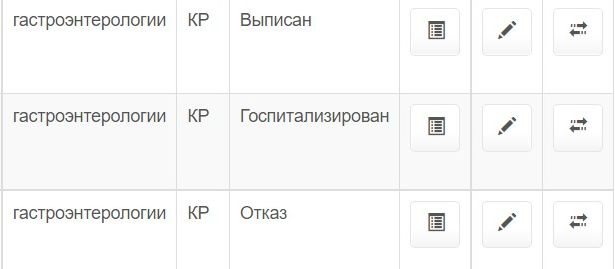 гастроэнтерологии КР Выписан
гастроэнтерологии КР Госпитализирован
гастроэнтерологии КР Отказ